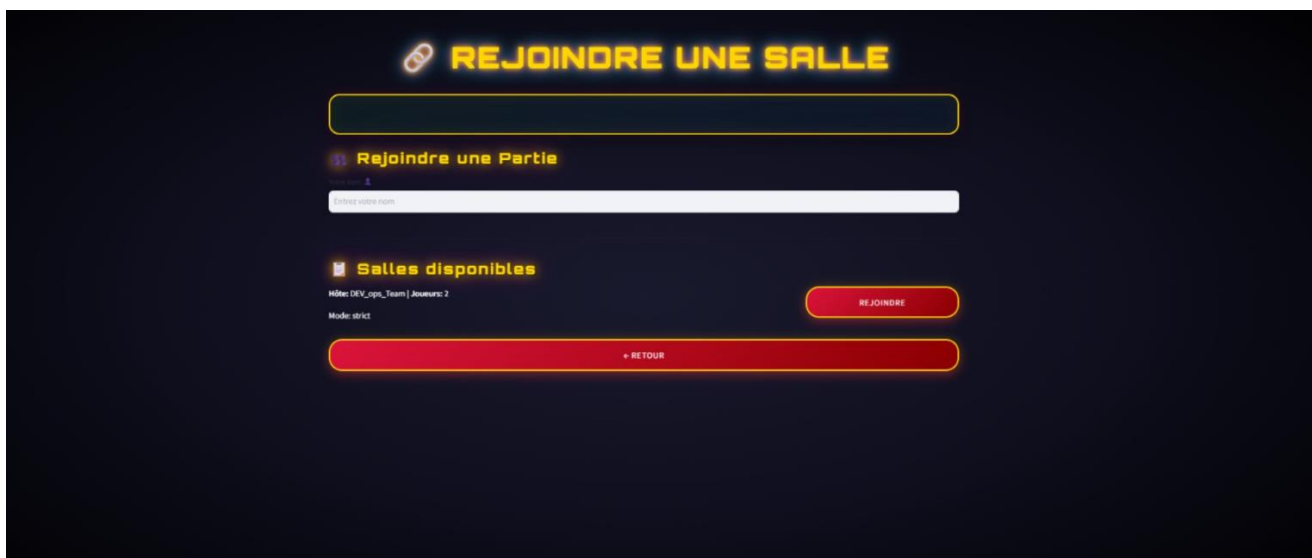 REJOINDRE UNE SALLE
Rejoindre une Partie
Entrez votre nom
Salles disponibles
Hôte: DEV_ops_Team | Joueurs: 2
REJOINDRE
Mode: strict
← RETOUR